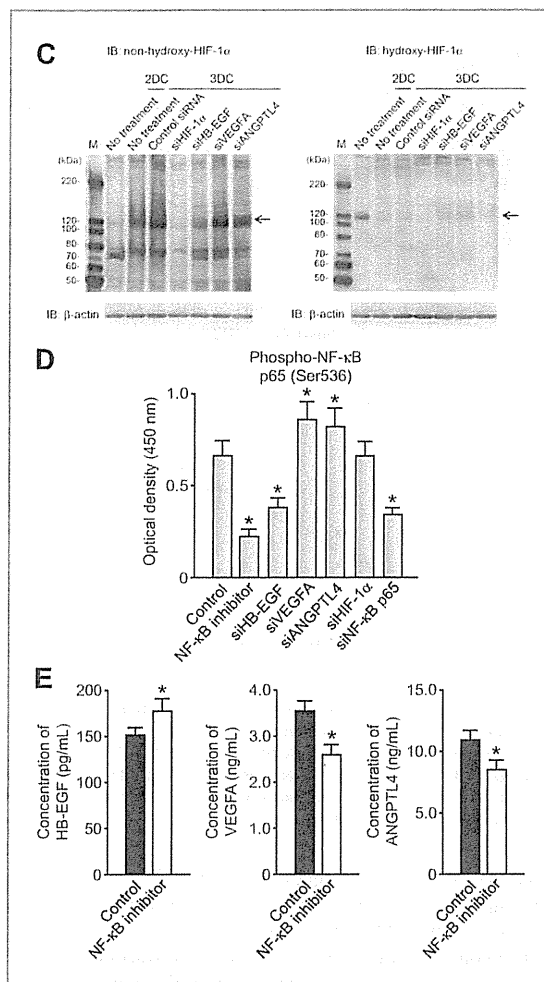 C
IB: non-hydroxy-HIF-1α
IB: hydroxy-HIF-1α
2DC
3DC
2DC
3DC
M
No treatment
No treatment
Control siRNA
siHIF-1α
siHB-EGF
siVEGFA
siANGPTL4
M
No treatment
No treatment
Control siRNA
siHIF-1α
siHB-EGF
siVEGFA
siANGPTL4
(kDa)
220-
120-
100-
80-
70-
60-
50-
(kDa)
220-
120-
100-
80-
70-
60-
50-
IB: β-actin
IB: β-actin
D
Phospho-NF-κB
p65 (Ser536)
Optical density (450 nm)
1.0
0.5
0
*
*
*
*
*
Control
NF-κB inhibitor
siHB-EGF
siVEGFA
siANGPTL4
siHIF-1α
siNF-κB p65
E
Concentration of
HB-EGF (pg/mL)
200
150
100
50
0
*
Control
NF-κB inhibitor
Concentration of
VEGFA (ng/mL)
4.0
3.0
2.0
1.0
0
*
Control
NF-κB inhibitor
Concentration of
ANGPTL4 (ng/mL)
15.0
10.0
5.0
0
*
Control
NF-κB inhibitor